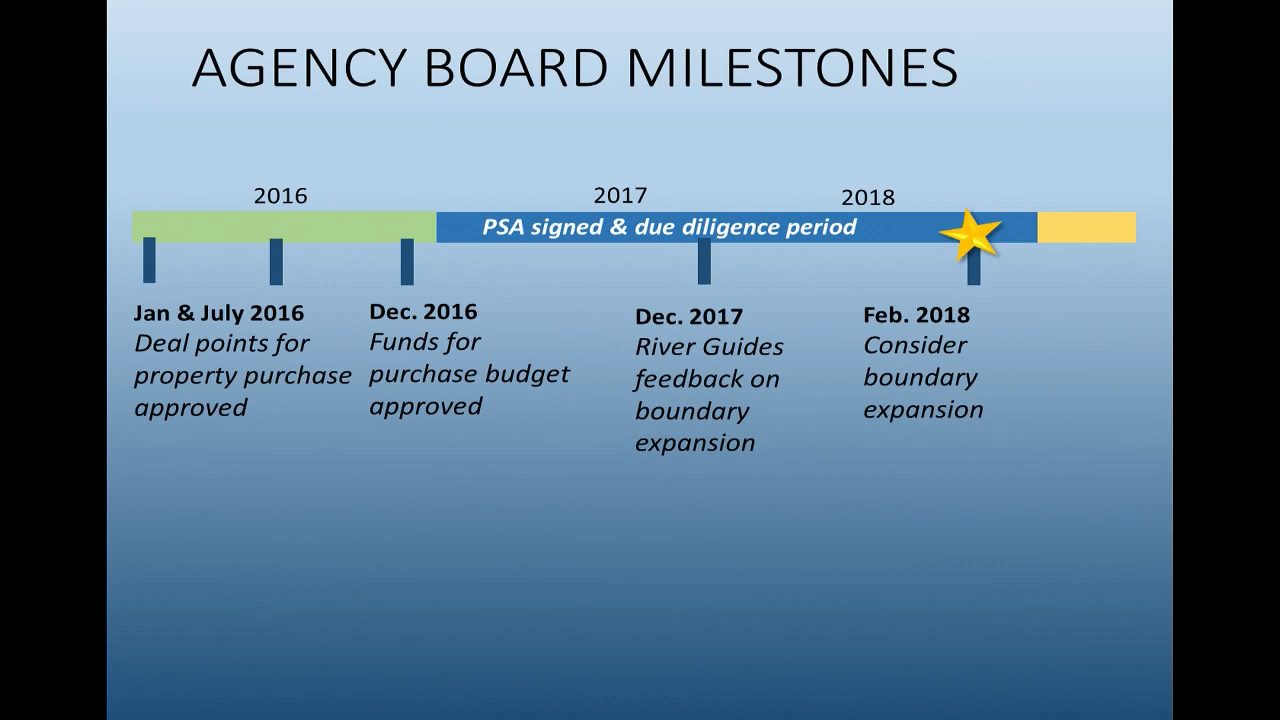 AGENCY BOARD MILESTONES
2016
2017
2018
PSA signed & due diligence period
Jan & July 2016
Deal points for
property purchase
approved
Dec. 2016
Funds for
purchase budget
approved
Dec. 2017
River Guides
feedback on
boundary
expansion
Feb. 2018
Consider
boundary
expansion